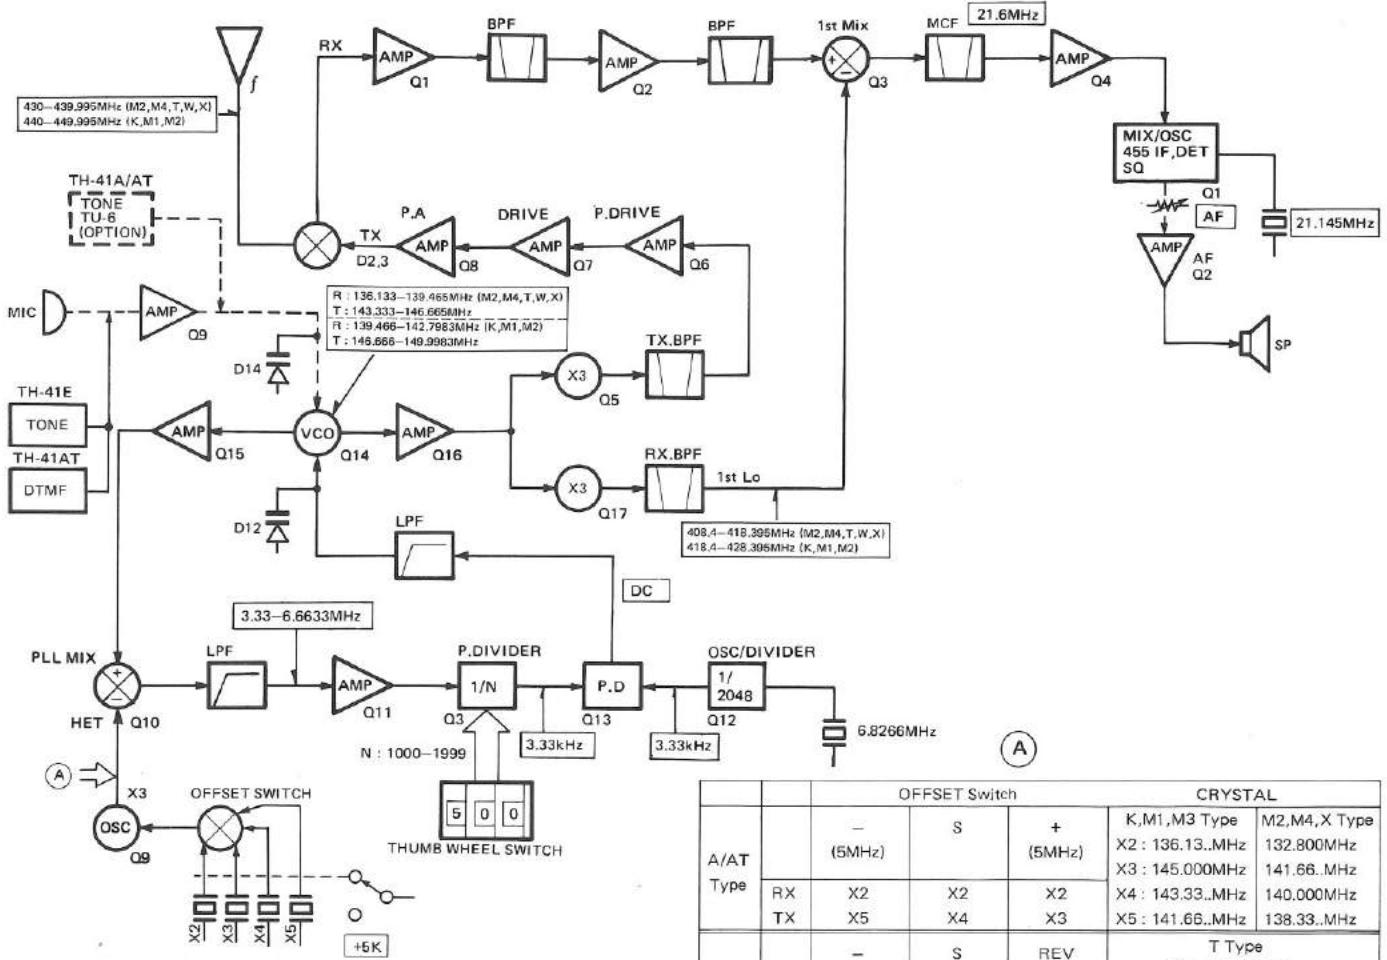 BPF
BPF
1st Mix
MCF
21.6MHz
RX
AMP
Q1
AMP
Q2
+
−
Q3
AMP
Q4
f
430−439.995MHz (M2,M4,T,W,X)
440−449.995MHz (K,M1,M2)
MIX/OSC
455 IF,DET
SQ
Q1
AF
21.145MHz
TH-41A/AT
TONE
TU-6
(OPTION)
P.A
DRIVE
P.DRIVE
TX
D2,3
AMP
Q8
AMP
Q7
AMP
Q6
AMP
AF
Q2
SP
MIC
AMP
Q9
R : 136.133−139.465MHz (M2,M4,T,W,X)
T : 143.333−146.665MHz
R : 139.466−142.7983MHz (K,M1,M2)
T : 146.666−149.9983MHz
D14
TX.BPF
X3
Q5
TH-41E
TONE
TH-41AT
DTMF
AMP
Q15
VCO
Q14
AMP
Q16
RX.BPF
X3
Q17
1st Lo
D12
LPF
408.4−418.395MHz (M2,M4,T,W,X)
418.4−428.395MHz (K,M1,M2)
DC
3.33−6.6633MHz
PLL MIX
+
−
HET
Q10
LPF
AMP
Q11
P.DIVIDER
1/N
Q3
P.D
Q13
OSC/DIVIDER
1/
2048
Q12
3.33kHz
3.33kHz
6.8266MHz
N : 1000−1999
A
X3
OSC
Q9
OFFSET SWITCH
5 0 0
THUMB WHEEL SWITCH
X2
X3
X4
X5
+5K
A
OFFSET Switch
CRYSTAL
A/AT
Type
−
(5MHz)
S
+
(5MHz)
K,M1,M3 Type
M2,M4,X Type
X2 : 136.13..MHz
132.800MHz
X3 : 145.000MHz
141.66..MHz
RX
X2
X2
X2
X4 : 143.33..MHz
140.000MHz
TX
X5
X4
X3
X5 : 141.66..MHz
138.33..MHz
−
S
REV
T Type